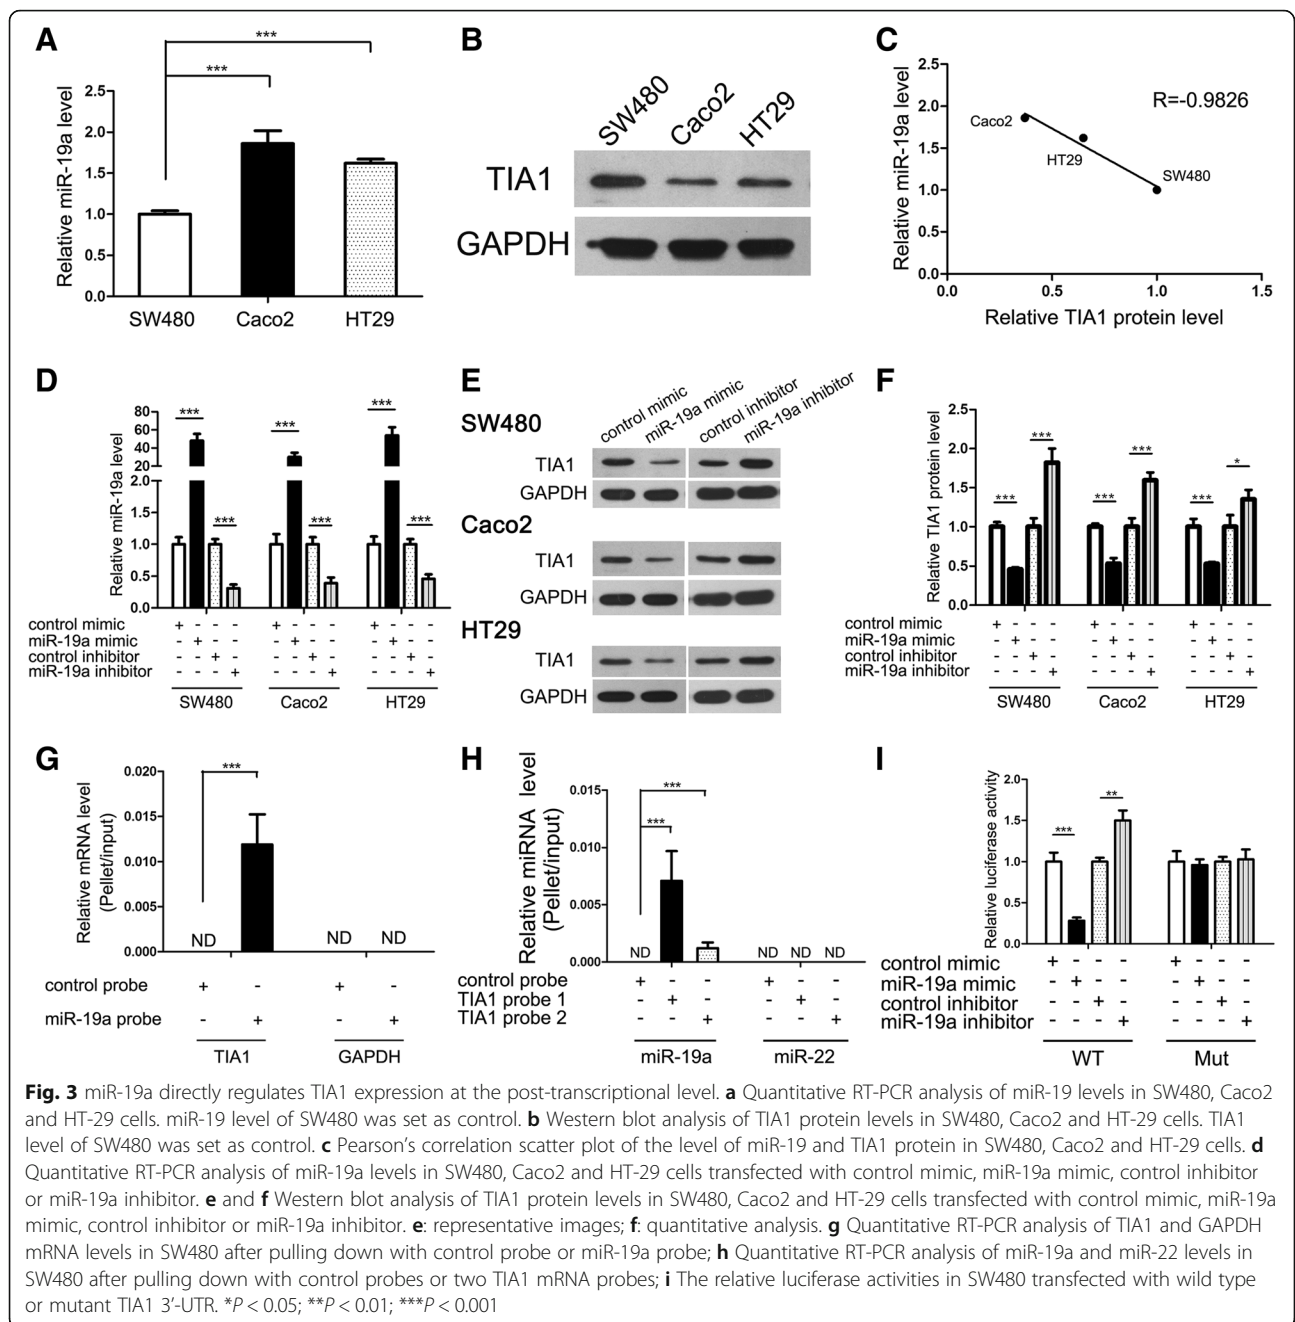 A
***
***
Relative miR-19a level
2.5
2.0
1.5
1.0
0.5
0.0
SW480 Caco2 HT29
B
SW480 Caco2 HT29
TIA1
GAPDH
C
Relative miR-19a level
2.5
2.0
1.5
1.0
0.5
0.0
R=-0.9826
Caco2
HT29
SW480
0.0 0.5 1.0 1.5
Relative TIA1 protein level
D
Relative miR-19a level
80
60
40
20
2.0
1.5
1.0
0.5
0.0
*** *** ***
*** *** ***
control mimic + - - - + - - - + - - -
miR-19a mimic - + - - - + - - - + - -
control inhibitor - - + - - - + - - - + -
miR-19a inhibitor - - - + - - - + - - - +
SW480 Caco2 HT29
E
control mimic miR-19a mimic control inhibitor miR-19a inhibitor
SW480
TIA1
GAPDH
Caco2
TIA1
GAPDH
HT29
TIA1
GAPDH
F
Relative TIA1 protein level
2.5
2.0
1.5
1.0
0.5
0.0
*** *** *** *** *** *
control mimic + - - - + - - - + - - -
miR-19a mimic - + - - - + - - - + - -
control inhibitor - - + - - - + - - - + -
miR-19a inhibitor - - - + - - - + - - - +
SW480 Caco2 HT29
G
Relative mRNA level
(Pellet/input)
0.020
0.015
0.010
0.005
0.000
***
ND ND ND
control probe + - + -
miR-19a probe - + - +
TIA1 GAPDH
H
Relative miRNA level
(Pellet/input)
0.015
0.010
0.005
0.000
***
***
ND ND ND ND
control probe + - - + - -
TIA1 probe 1 - + - - + -
TIA1 probe 2 - - + - - +
miR-19a miR-22
I
Relative luciferase activity
2.0
1.5
1.0
0.5
0.0
*** **
control mimic + - - - + - - -
miR-19a mimic - + - - - + - -
control inhibitor - - + - - - + -
miR-19a inhibitor - - - + - - - +
WT Mut
Fig. 3 miR-19a directly regulates TIA1 expression at the post-transcriptional level. a Quantitative RT-PCR analysis of miR-19 levels in SW480, Caco2
and HT-29 cells. miR-19 level of SW480 was set as control. b Western blot analysis of TIA1 protein levels in SW480, Caco2 and HT-29 cells. TIA1
level of SW480 was set as control. c Pearson's correlation scatter plot of the level of miR-19 and TIA1 protein in SW480, Caco2 and HT-29 cells. d
Quantitative RT-PCR analysis of miR-19a levels in SW480, Caco2 and HT-29 cells transfected with control mimic, miR-19a mimic, control inhibitor
or miR-19a inhibitor. e and f Western blot analysis of TIA1 protein levels in SW480, Caco2 and HT-29 cells transfected with control mimic, miR-19a
mimic, control inhibitor or miR-19a inhibitor. e: representative images; f: quantitative analysis. g Quantitative RT-PCR analysis of TIA1 and GAPDH
mRNA levels in SW480 after pulling down with control probe or miR-19a probe; h Quantitative RT-PCR analysis of miR-19a and miR-22 levels in
SW480 after pulling down with control probes or two TIA1 mRNA probes; i The relative luciferase activities in SW480 transfected with wild type
or mutant TIA1 3'-UTR. *P < 0.05; **P < 0.01; ***P < 0.001